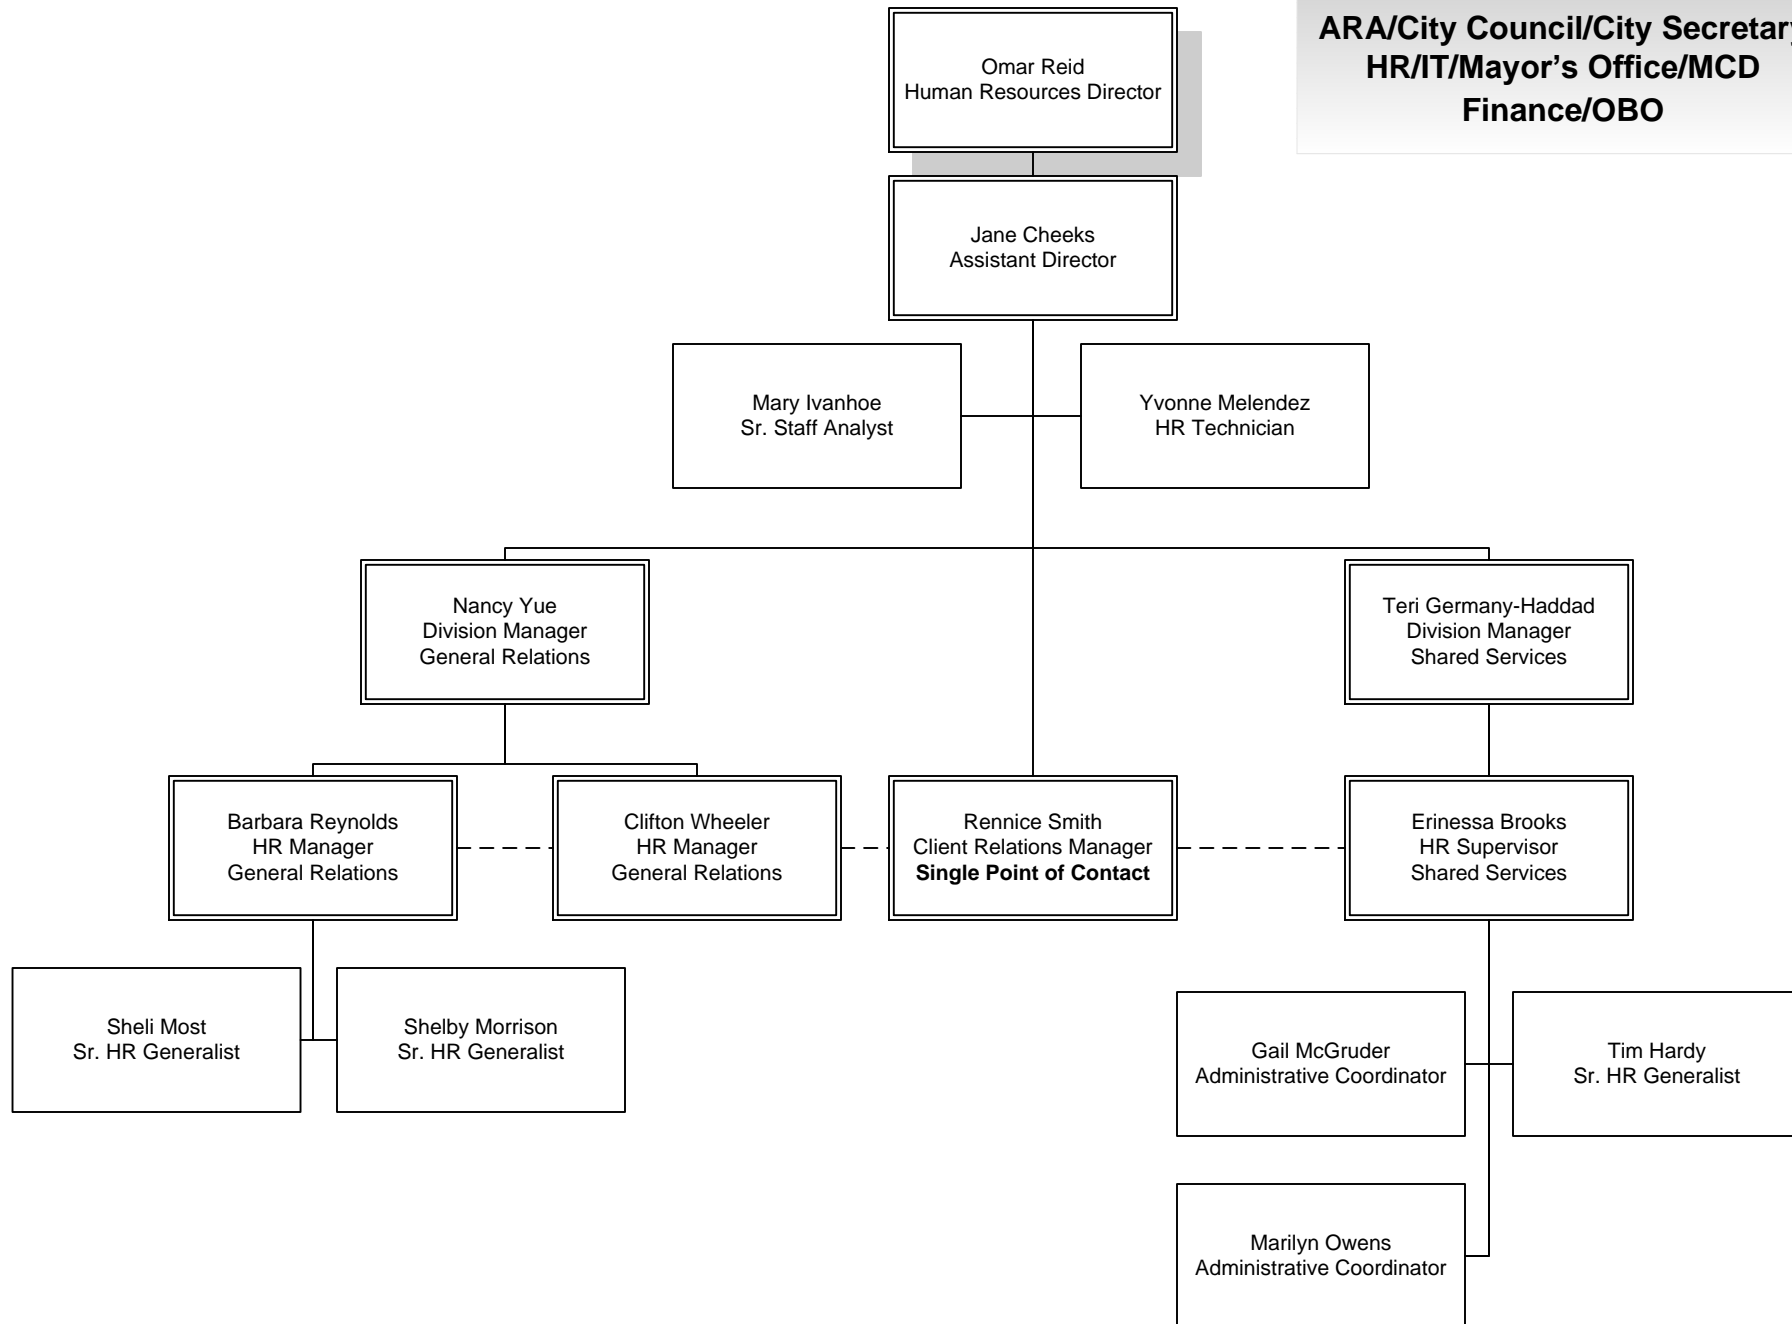 ARA/City Council/City Secretary
HR/IT/Mayor's Office/MCD
Finance/OBO
Omar Reid
Human Resources Director
Jane Cheeks
Assistant Director
Mary Ivanhoe
Sr. Staff Analyst
Yvonne Melendez
HR Technician
Nancy Yue
Division Manager
General Relations
Teri Germany-Haddad
Division Manager
Shared Services
Barbara Reynolds
HR Manager
General Relations
Clifton Wheeler
HR Manager
General Relations
Rennice Smith
Client Relations Manager
Single Point of Contact
Erinessa Brooks
HR Supervisor
Shared Services
Sheli Most
Sr. HR Generalist
Shelby Morrison
Sr. HR Generalist
Gail McGruder
Administrative Coordinator
Tim Hardy
Sr. HR Generalist
Marilyn Owens
Administrative Coordinator